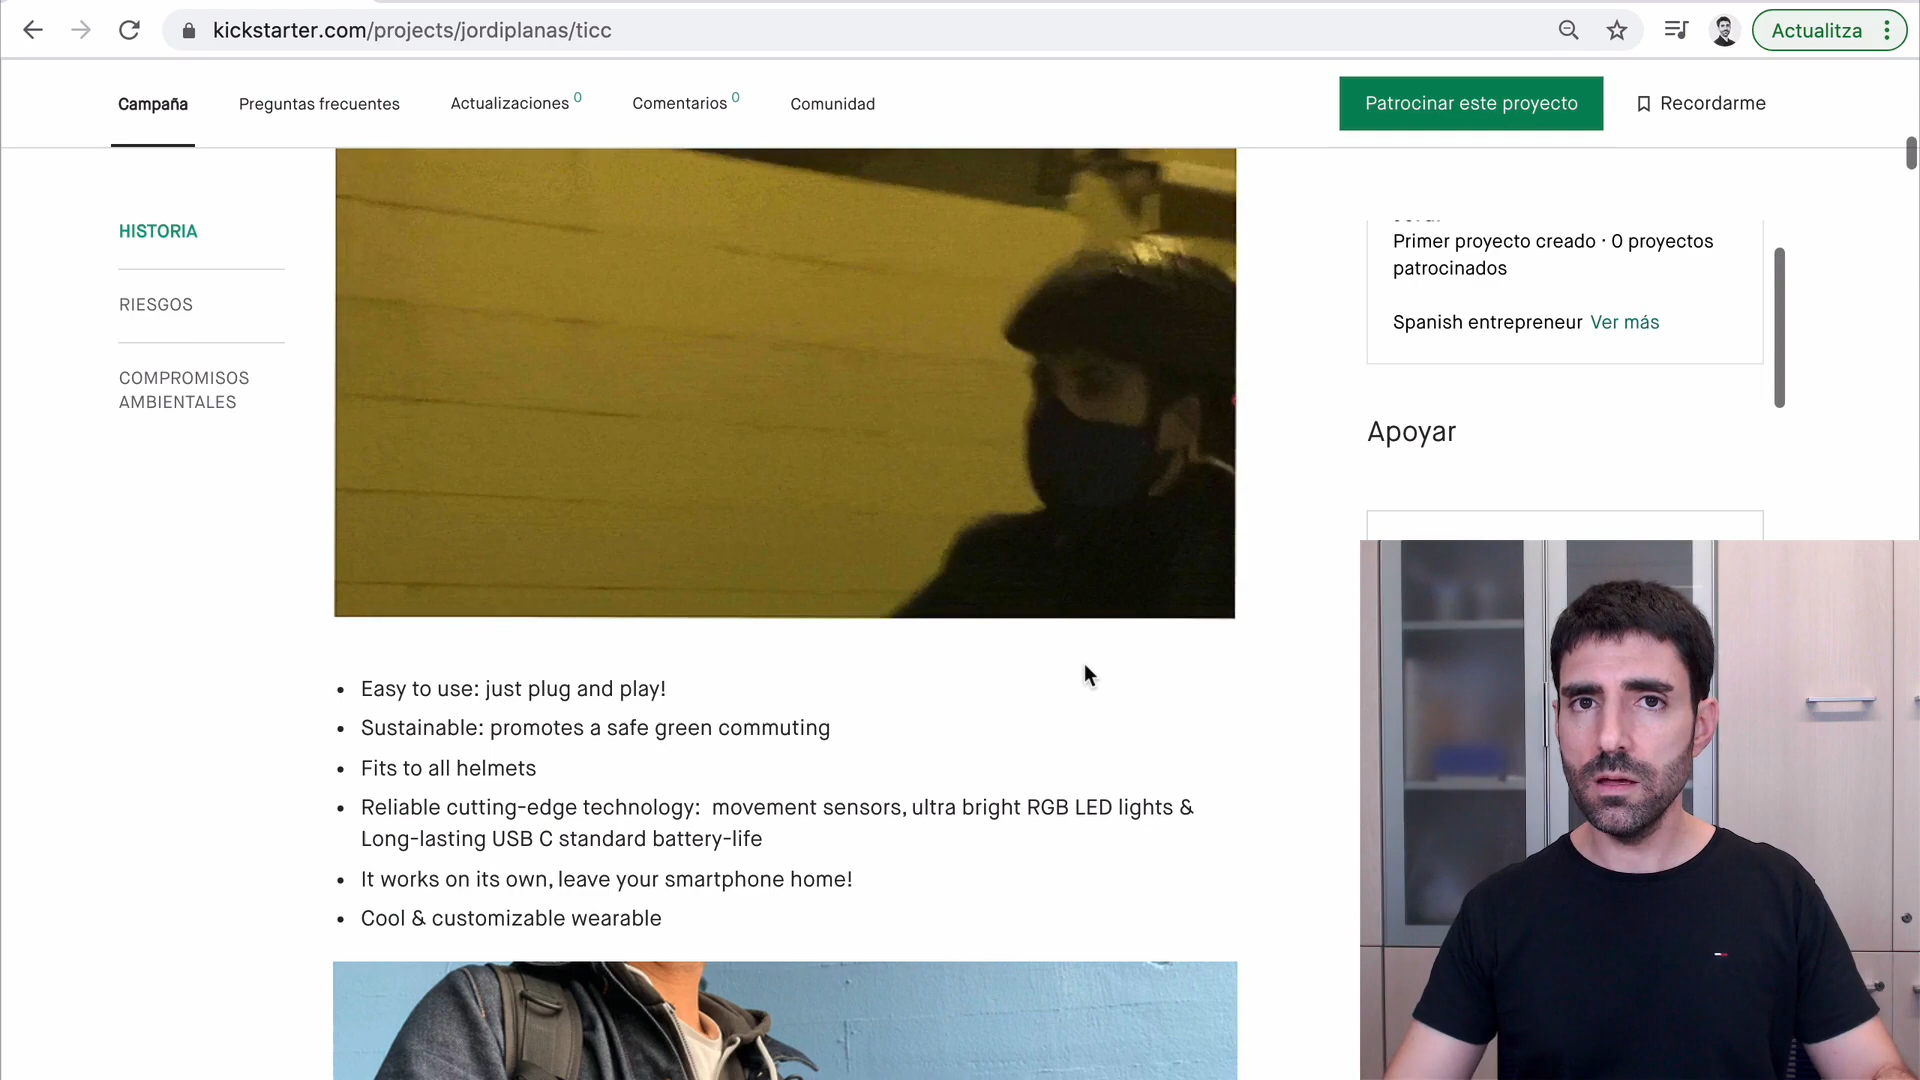 kickstarter.com/projects/jordiplanas/ticc
Actualitza
Campaña
Preguntas frecuentes
Actualizaciones 0
Comentarios 0
Comunidad
Patrocinar este proyecto
Recordarme
HISTORIA
RIESGOS
COMPROMISOS
AMBIENTALES
Primer proyecto creado · 0 proyectos
patrocinados
Spanish entrepreneur Ver más
Apoyar
• Easy to use: just plug and play!
• Sustainable: promotes a safe green commuting
• Fits to all helmets
• Reliable cutting-edge technology: movement sensors, ultra bright RGB LED lights &
Long-lasting USB C standard battery-life
• It works on its own, leave your smartphone home!
• Cool & customizable wearable